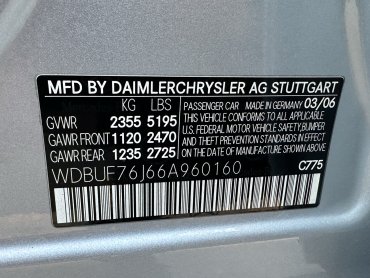 MFD BY DAIMLERCHRYSLER AG STUTTGART
KG LBS
PASSENGER CAR MADE IN GERMANY 03/06
GVWR 2355 5195
THIS VEHICLE CONFORMS TO ALL APPLICABLE
U.S. FEDERAL MOTOR VEHICLE SAFETY, BUMPER
GAWR FRONT 1120 2470
AND THEFT PREVENTION STANDARDS IN EFFECT
GAWR REAR 1235 2725
ON THE DATE OF MANUFACTURE SHOWN ABOVE.
WDBUF76J66A960160
C775